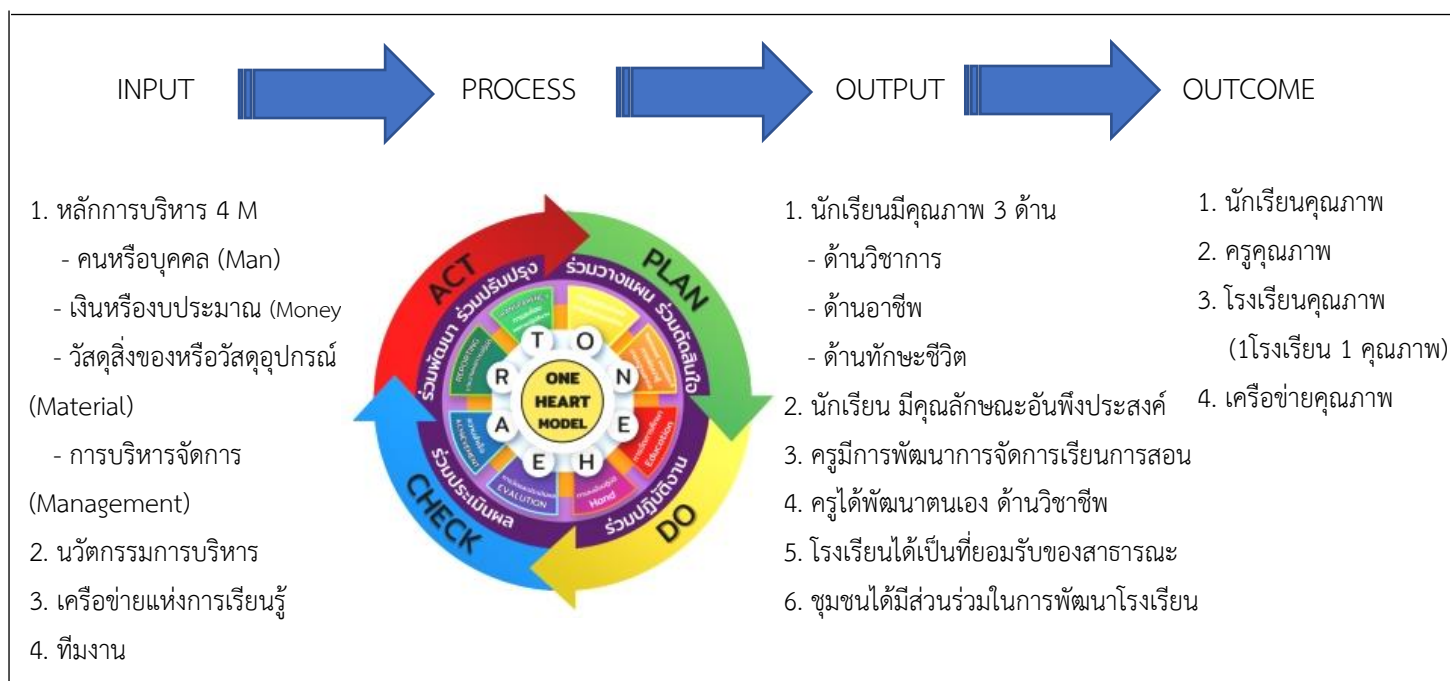 INPUT
PROCESS
OUTPUT
OUTCOME
1. หลักการบริหาร 4 M
- คนหรือบุคคล (Man)
- เงินหรืองบประมาณ (Money
- วัสดุสิ่งของหรือวัสดุอุปกรณ์
(Material)
- การบริหารจัดการ
(Management)
2. นวัตกรรมการบริหาร
3. เครือข่ายแห่งการเรียนรู้
4. ทีมงาน
PLAN
ร่วมวางแผน ร่วมตัดสินใจ
DO
ร่วมปฏิบัติงาน
CHECK
ร่วมประเมินผล
ACT
ร่วมพัฒนา ร่วมปรับปรุง
O
N
E
H
E
A
R
T
ONE
HEART
MODEL
Education
Hand
EVALUTION
ACHIEVEMENT
REPORTING
1. นักเรียนมีคุณภาพ 3 ด้าน
- ด้านวิชาการ
- ด้านอาชีพ
- ด้านทักษะชีวิต
2. นักเรียน มีคุณลักษณะอันพึงประสงค์
3. ครูมีการพัฒนาการจัดการเรียนการสอน
4. ครูได้พัฒนาตนเอง ด้านวิชาชีพ
5. โรงเรียนได้เป็นที่ยอมรับของสาธารณะ
6. ชุมชนได้มีส่วนร่วมในการพัฒนาโรงเรียน
1. นักเรียนคุณภาพ
2. ครูคุณภาพ
3. โรงเรียนคุณภาพ
(1โรงเรียน 1 คุณภาพ)
4. เครือข่ายคุณภาพ